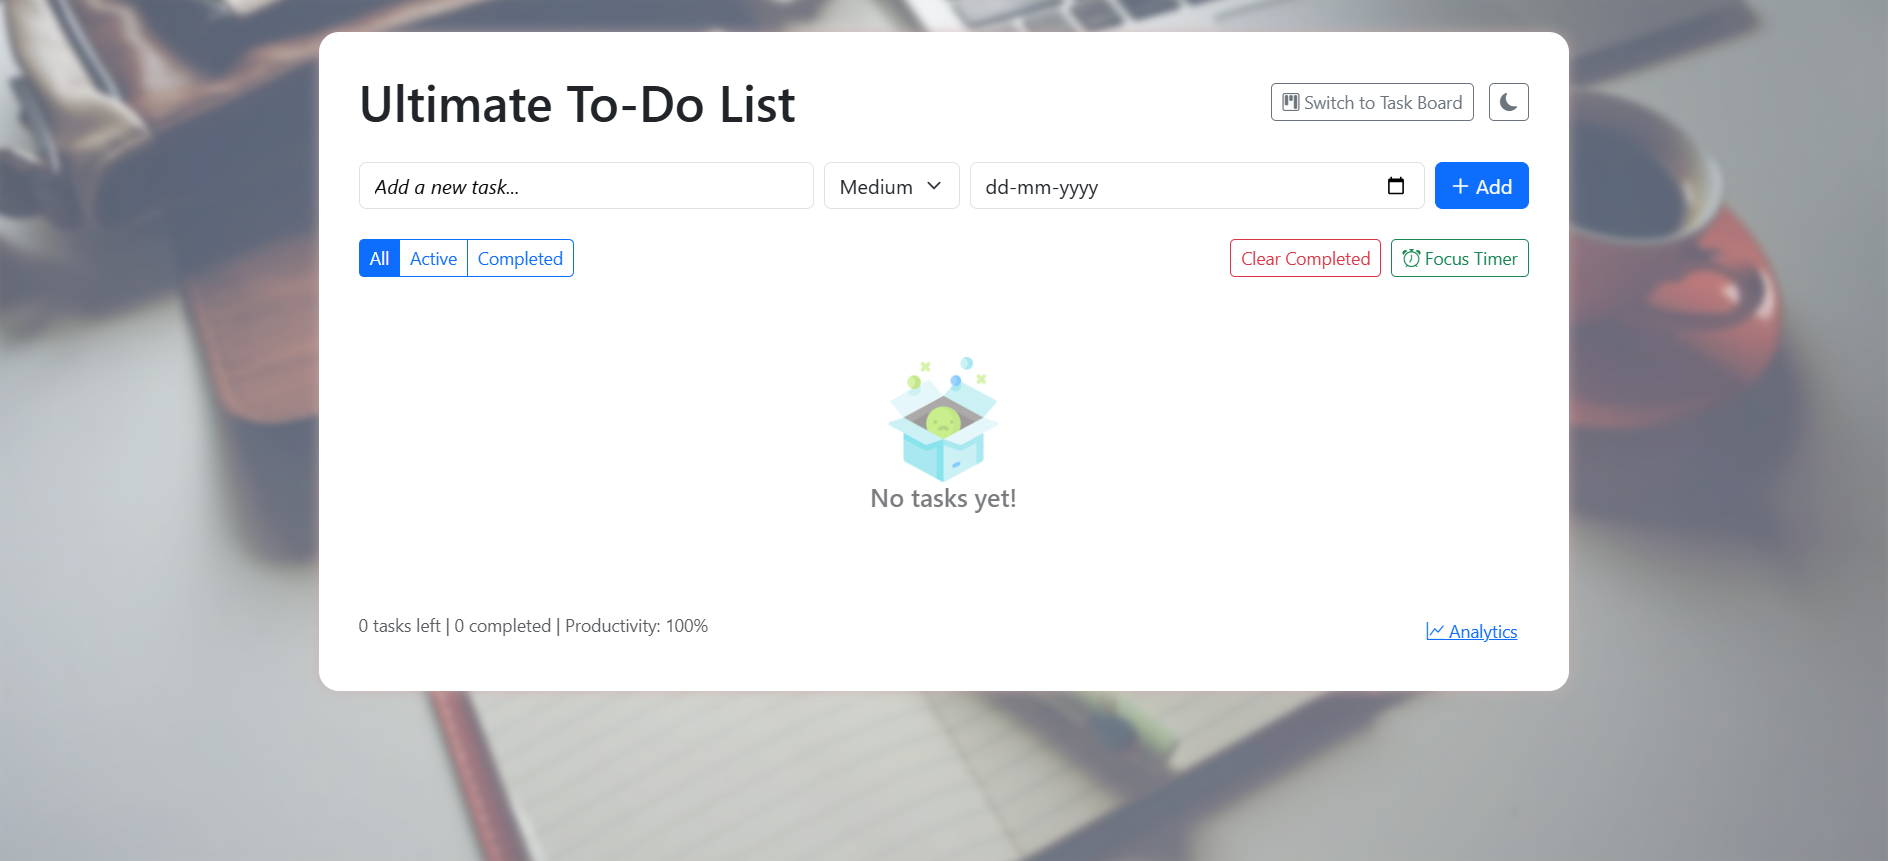 Ultimate To-Do List
Switch to Task Board
Add a new task...
Medium
dd-mm-yyyy
Add
All
Active
Completed
Clear Completed
Focus Timer
No tasks yet!
0 tasks left | 0 completed | Productivity: 100%
Analytics